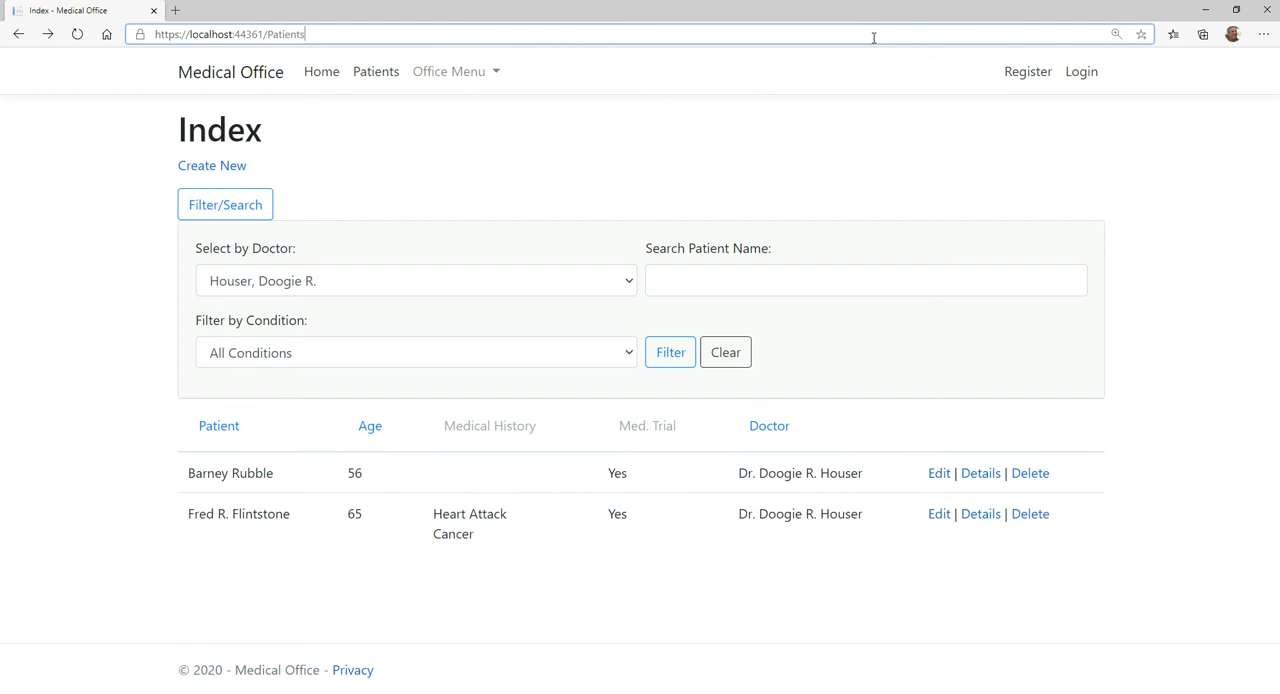 Index - Medical Office
https://localhost:44361/Patients
Medical Office Home Patients Office Menu Register Login
Index
Create New
Filter/Search
Select by Doctor: Search Patient Name:
Houser, Doogie R.
Filter by Condition:
All Conditions Filter Clear
Patient Age Medical History Med. Trial Doctor
Barney Rubble 56 Yes Dr. Doogie R. Houser Edit | Details | Delete
Fred R. Flintstone 65 Heart Attack Yes Dr. Doogie R. Houser Edit | Details | Delete
Cancer
© 2020 - Medical Office - Privacy